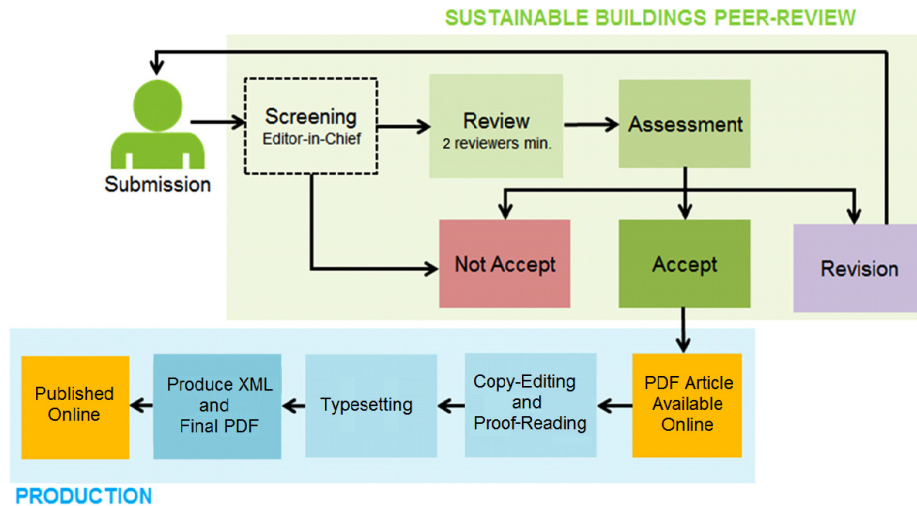 SUSTAINABLE BUILDINGS PEER-REVIEW
Submission
Screening
Editor-in-Chief
Review
2 reviewers min.
Assessment
Not Accept
Accept
Revision
Published
Online
Produce XML
and
Final PDF
Typesetting
Copy-Editing
and
Proof-Reading
PDF Article
Available
Online
PRODUCTION